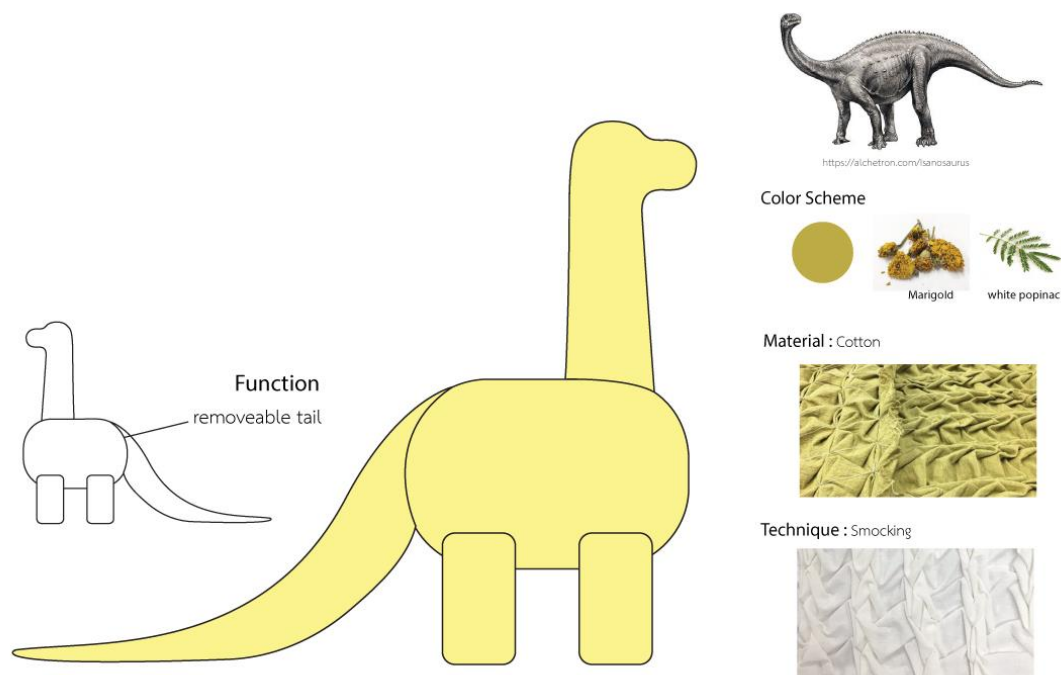 https://alchetron.com/Isanosaurus
Color Scheme
Marigold
white popinac
Function
removeable tail
Material : Cotton
Technique : Smocking